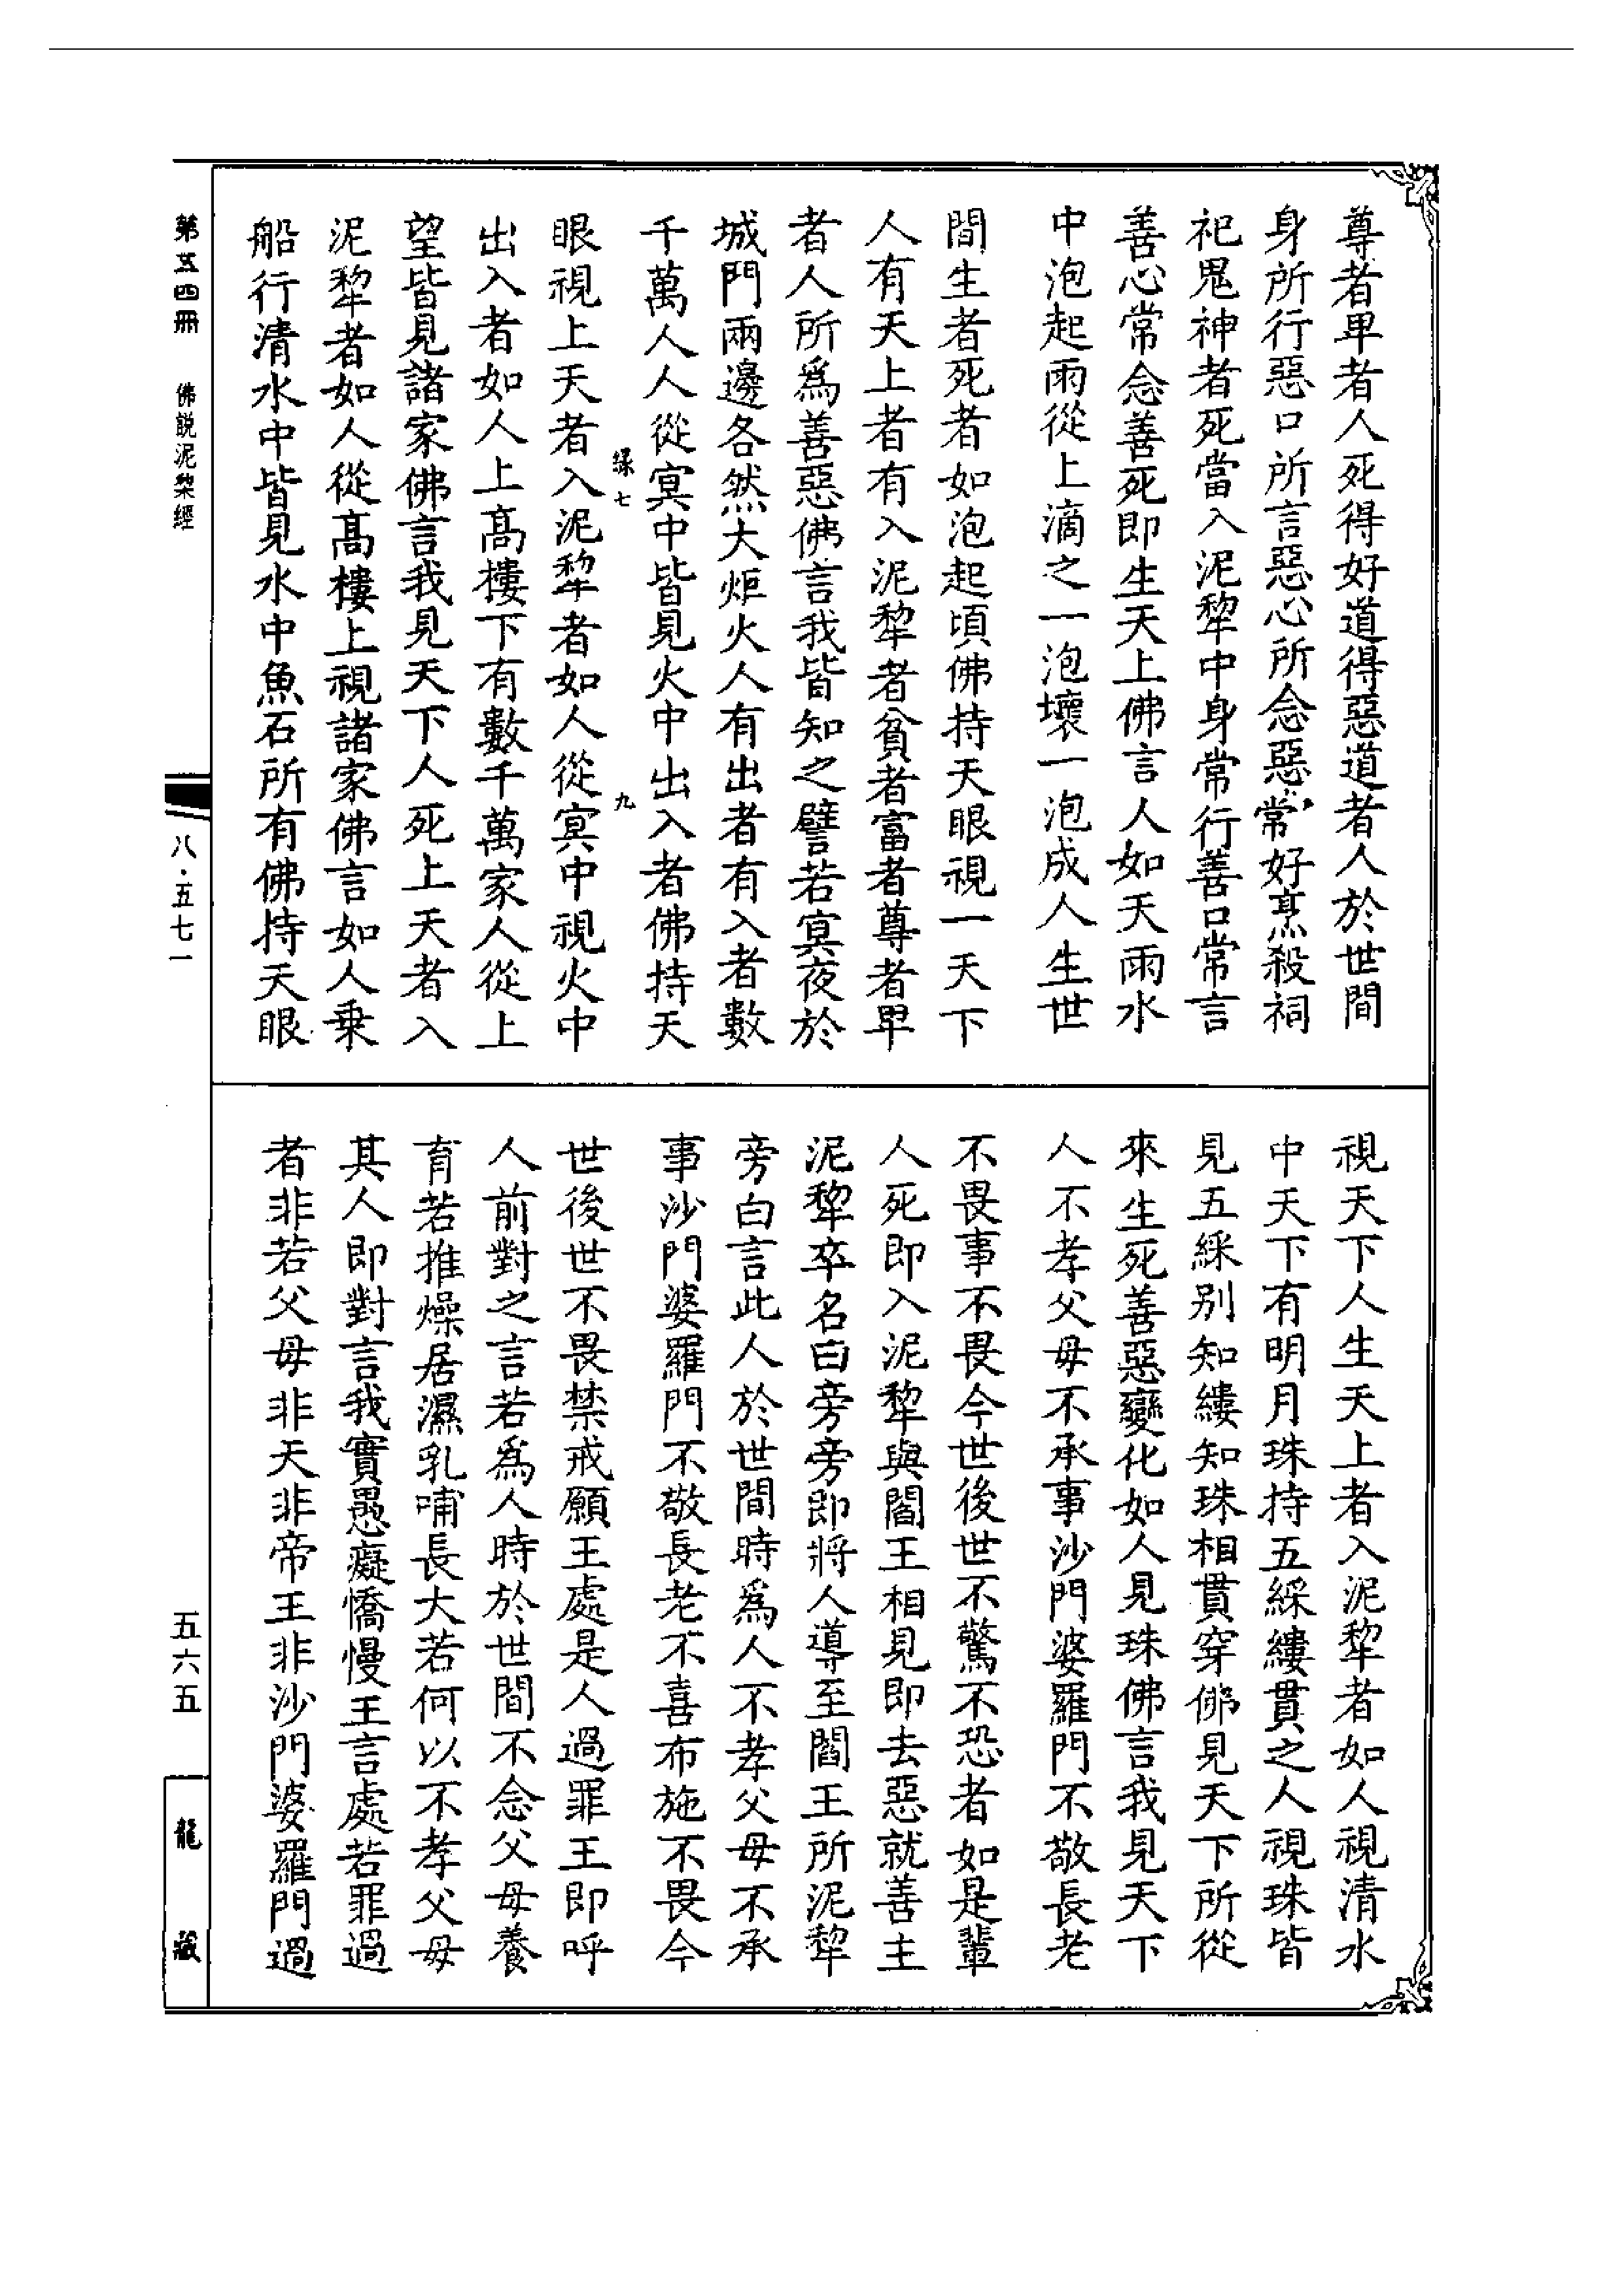 尊者卑者人死得好道得惡道者人於世間
身所行惡口所言惡心所念惡常好烹殺祠
祀鬼神者死當入泥犂中身常行善口常言
善心常念善死即生天上佛言人如天雨水
中泡起雨從上滴之一泡壞一泡成人生世
間生者死者如泡起頃佛持天眼視一天下
人有天上者有入泥犂者貧者富者尊者卑
者人所爲善惡佛言我皆知之譬若冥夜於
城門兩邊各然大炬火人有出者有入者數
千萬人人從冥中皆見火中出入者佛持天
七 九
眼視上天者入泥犂者如人從冥中視火中
出入者如人上高樓下有數千萬家人從上
望皆見諸家佛言我見天下人死上天者入
泥犂者如人從高樓上視諸家佛言如人乗
船行清水中皆見水中魚石所有佛持天眼
視天下人生天上者入泥犂者如人視清水
中天下有明月珠持五綵縷貫之人視珠皆
見五綵别知縷知珠相貫穿佛見天下所從
來生死善惡變化如人見珠佛言我見天下
人不孝父母不承事沙門婆羅門不敬長老
不畏事不畏今世後世不驚不恐者如是輩
人死即入泥犂與閻王相見即去惡就善主
泥犂卒名曰旁旁即將人導至閻王所泥犂
旁白言此人於世間時爲人不孝父母不承
事沙門婆羅門不敬長老不喜布施不畏今
世後世不畏禁戒願王處是人過罪王即呼
人前對之言若爲人時於世間不念父母養
育若推燥居濕乳哺長大若何以不孝父母
其人即對言我實愚癡憍慢王言處若罪過
者非若父母非天非帝王非沙門婆羅門過
第五四冊 佛説泥犂經
八·五七一
五六五
龍藏